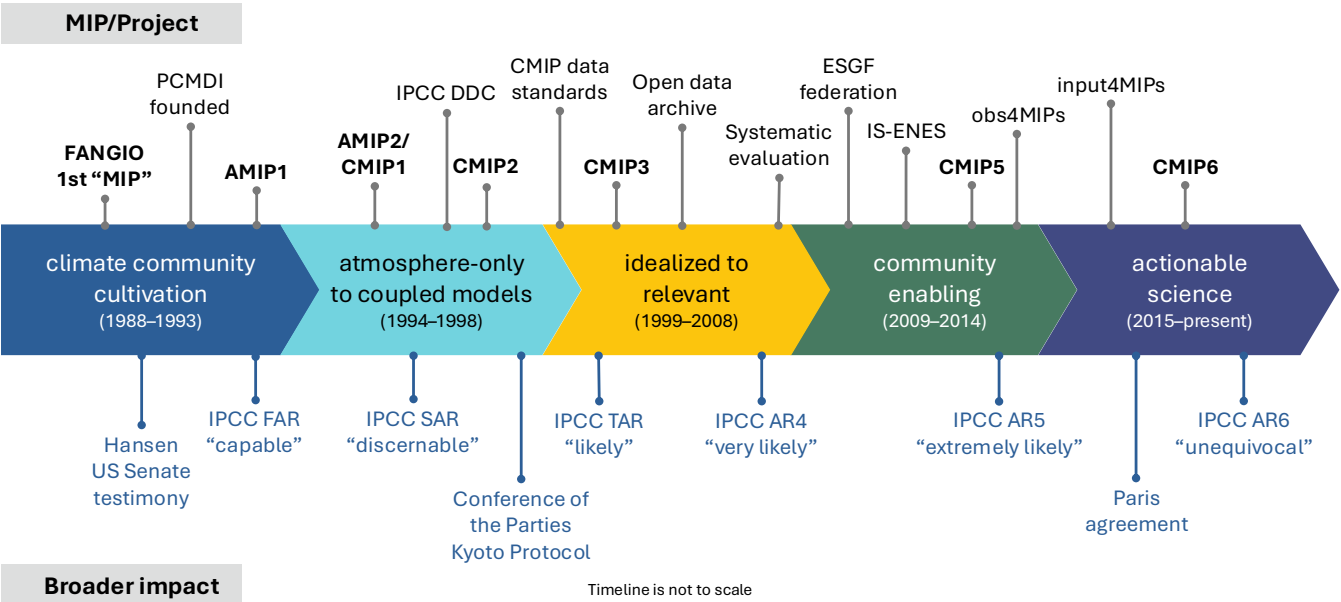 MIP/Project
PCMDI
founded
FANGIO
1st “MIP”
AMIP1
AMIP2/
CMIP1
IPCC DDC
CMIP2
CMIP data
standards
CMIP3
Open data
archive
Systematic
evaluation
ESGF
federation
IS-ENES
CMIP5
obs4MIPs
input4MIPs
CMIP6
climate community
cultivation
(1988–1993)
atmosphere-only
to coupled models
(1994–1998)
idealized to
relevant
(1999–2008)
community
enabling
(2009–2014)
actionable
science
(2015–present)
Hansen
US Senate
testimony
IPCC FAR
“capable”
IPCC SAR
“discernable”
Conference of
the Parties
Kyoto Protocol
IPCC TAR
“likely”
IPCC AR4
“very likely”
IPCC AR5
“extremely likely”
Paris
agreement
IPCC AR6
“unequivocal”
Broader impact
Timeline is not to scale